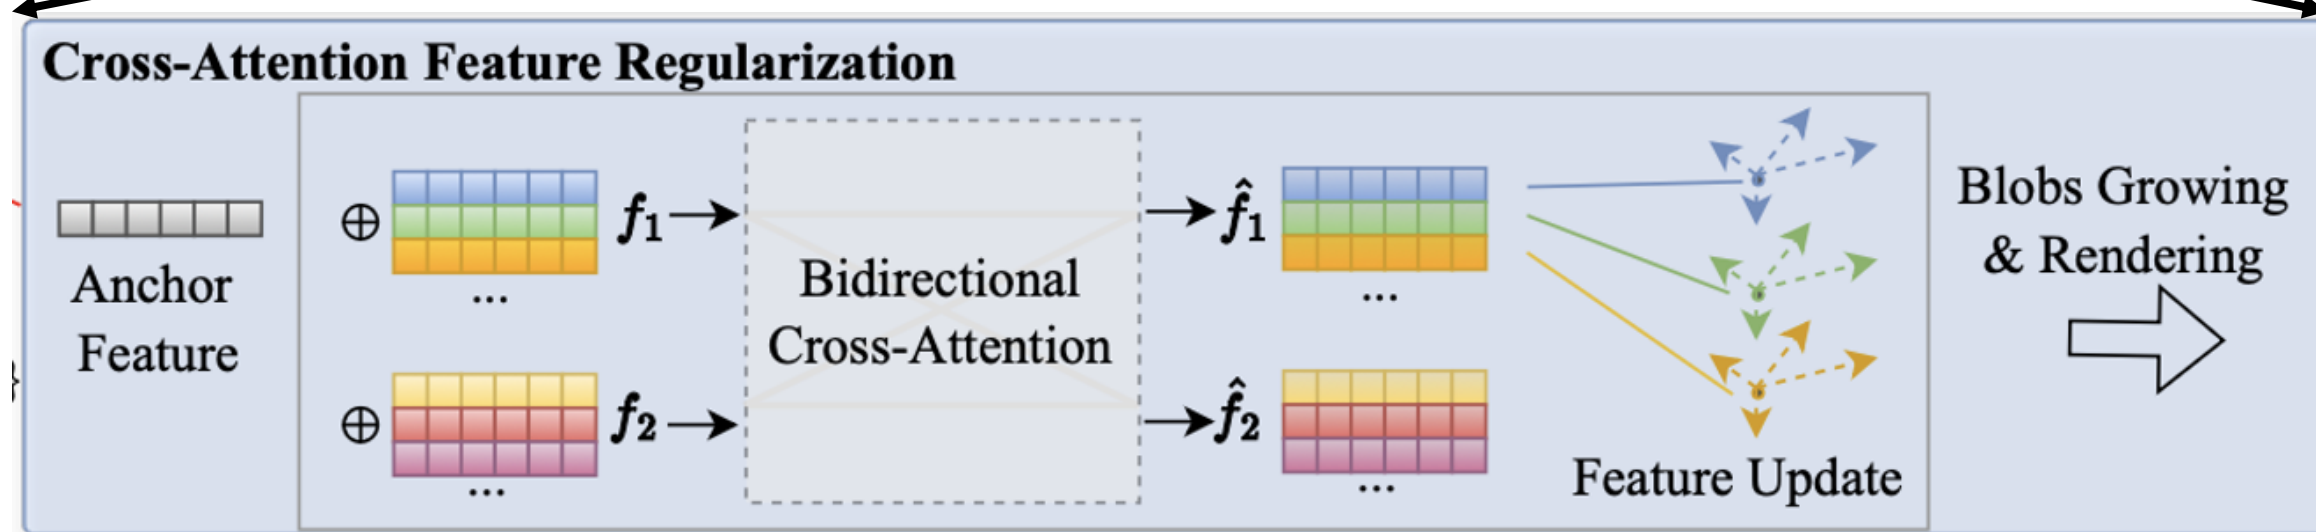 Cross-Attention Feature Regularization
Anchor
Feature
⊕
...
f₁
⊕
...
f₂
Bidirectional
Cross-Attention
f̂₁
...
f̂₂
...
Feature Update
Blobs Growing
& Rendering